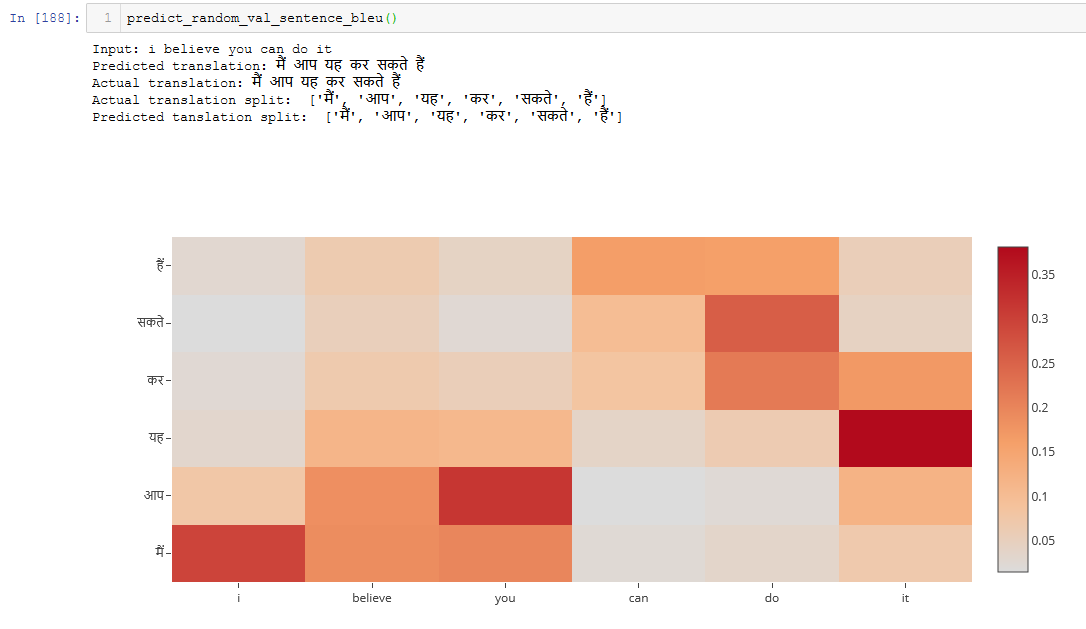 In [188]: 1 predict_random_val_sentence_bleu()
Input: i believe you can do it
Predicted translation: मैं आप यह कर सकते हैं
Actual translation: मैं आप यह कर सकते हैं
Actual translation split:  ['मैं', 'आप', 'यह', 'कर', 'सकते', 'हैं']
Predicted tanslation split:  ['मैं', 'आप', 'यह', 'कर', 'सकते', 'हैं']
हैं
सकते
कर
यह
आप
मैं
i believe you can do it
0.35
0.3
0.25
0.2
0.15
0.1
0.05